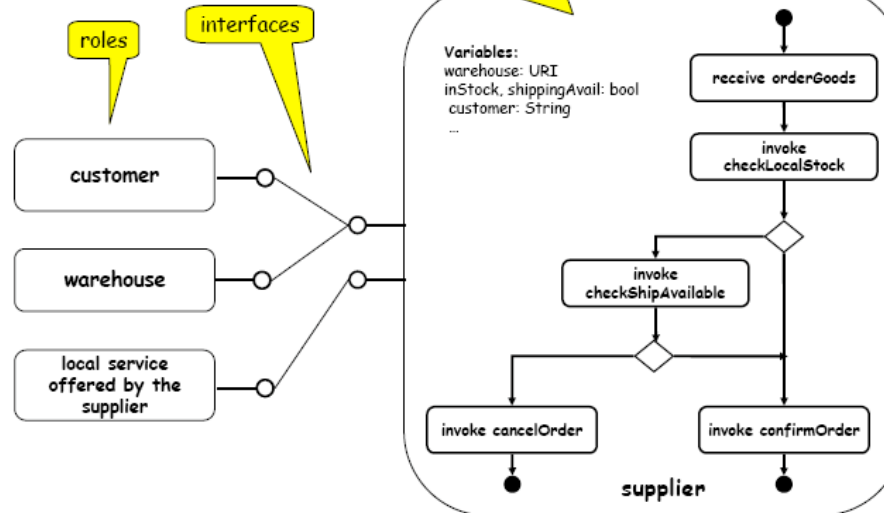 roles
interfaces
Variables:
warehouse: URI
inStock, shippingAvail: bool
customer: String
...
customer
warehouse
local service
offered by the
supplier
receive orderGoods
invoke
checkLocalStock
invoke
checkShipAvailable
invoke cancelOrder
invoke confirmOrder
supplier